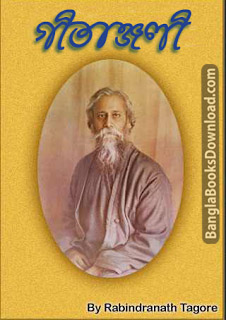 গীতাঞ্জলী
BanglaBooksDownload.com
By Rabindranath Tagore